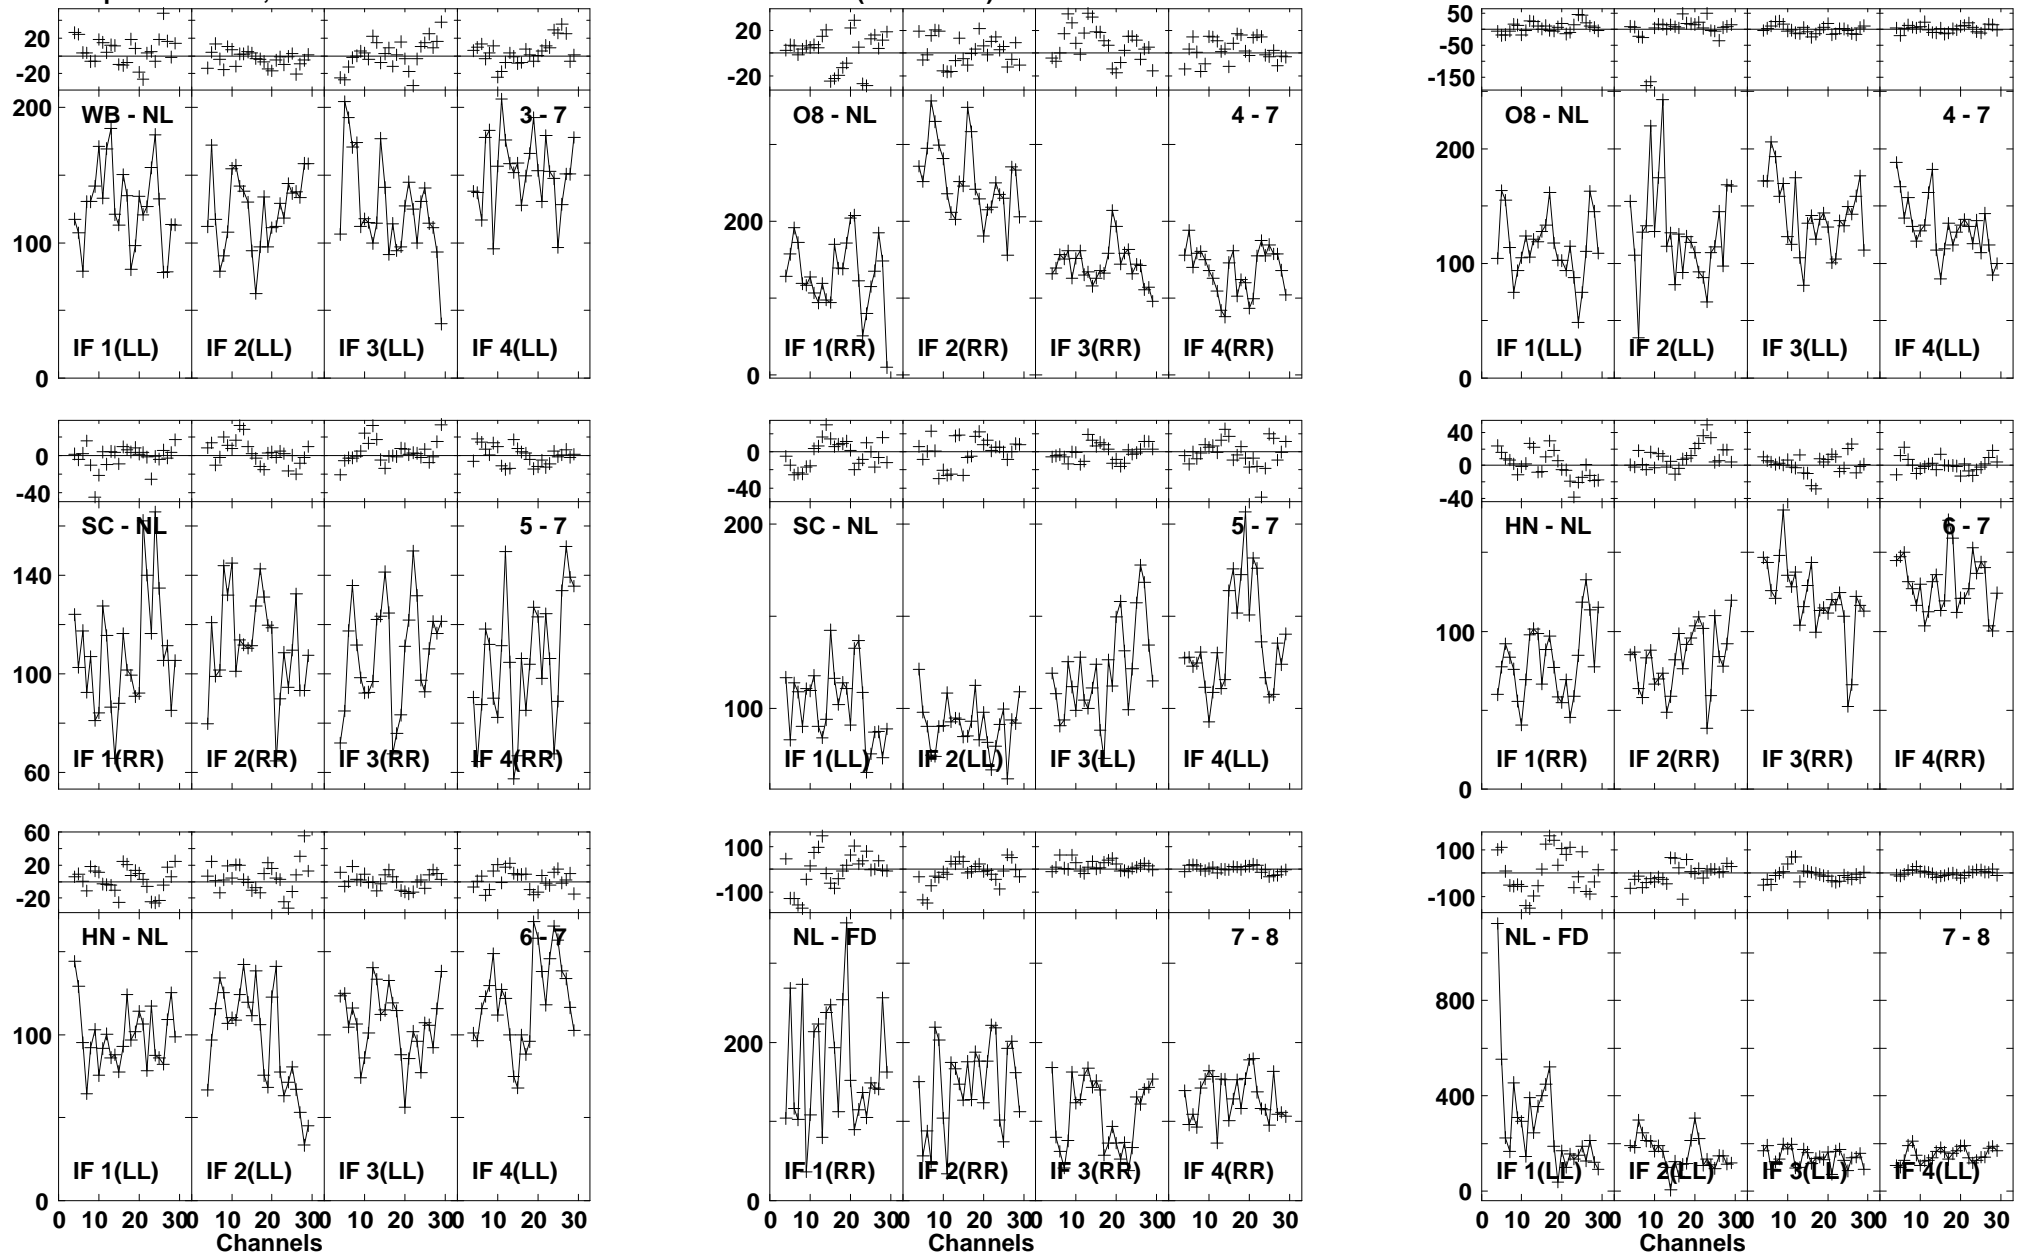 20 20 50
0 0 -50
-20 -20 -150
WB - NL 3 - 7 O8 - NL 4 - 7 O8 - NL 4 - 7
200 200 200
100 100
IF 1(LL) IF 2(LL) IF 3(LL) IF 4(LL) IF 1(RR) IF 2(RR) IF 3(RR) IF 4(RR) IF 1(LL) IF 2(LL) IF 3(LL) IF 4(LL)
0 0 0
0 0 40
-40 -40 0
-40
SC - NL 5 - 7 SC - NL 5 - 7 HN - NL 6 - 7
140 200
100 100 100
IF 1(RR) IF 2(RR) IF 3(RR) IF 4(RR) IF 1(LL) IF 2(LL) IF 3(LL) IF 4(LL) IF 1(RR) IF 2(RR) IF 3(RR) IF 4(RR)
60 0
60 100 100
20 0
-20 -100 -100
HN - NL 6 - 7 NL - FD 7 - 8 NL - FD 7 - 8
100 200 800
400
IF 1(LL) IF 2(LL) IF 3(LL) IF 4(LL) IF 1(RR) IF 2(RR) IF 3(RR) IF 4(RR) IF 1(LL) IF 2(LL) IF 3(LL) IF 4(LL)
0 0 0
0 10 20 30 0 10 20 30 0 10 20 30 0 10 20 30 0 10 20 30 0 10 20 30 0 10 20 30 0 10 20 30 0 10 20 30 0 10 20 30 0 10 20 30 0 10 20 30
Channels Channels Channels